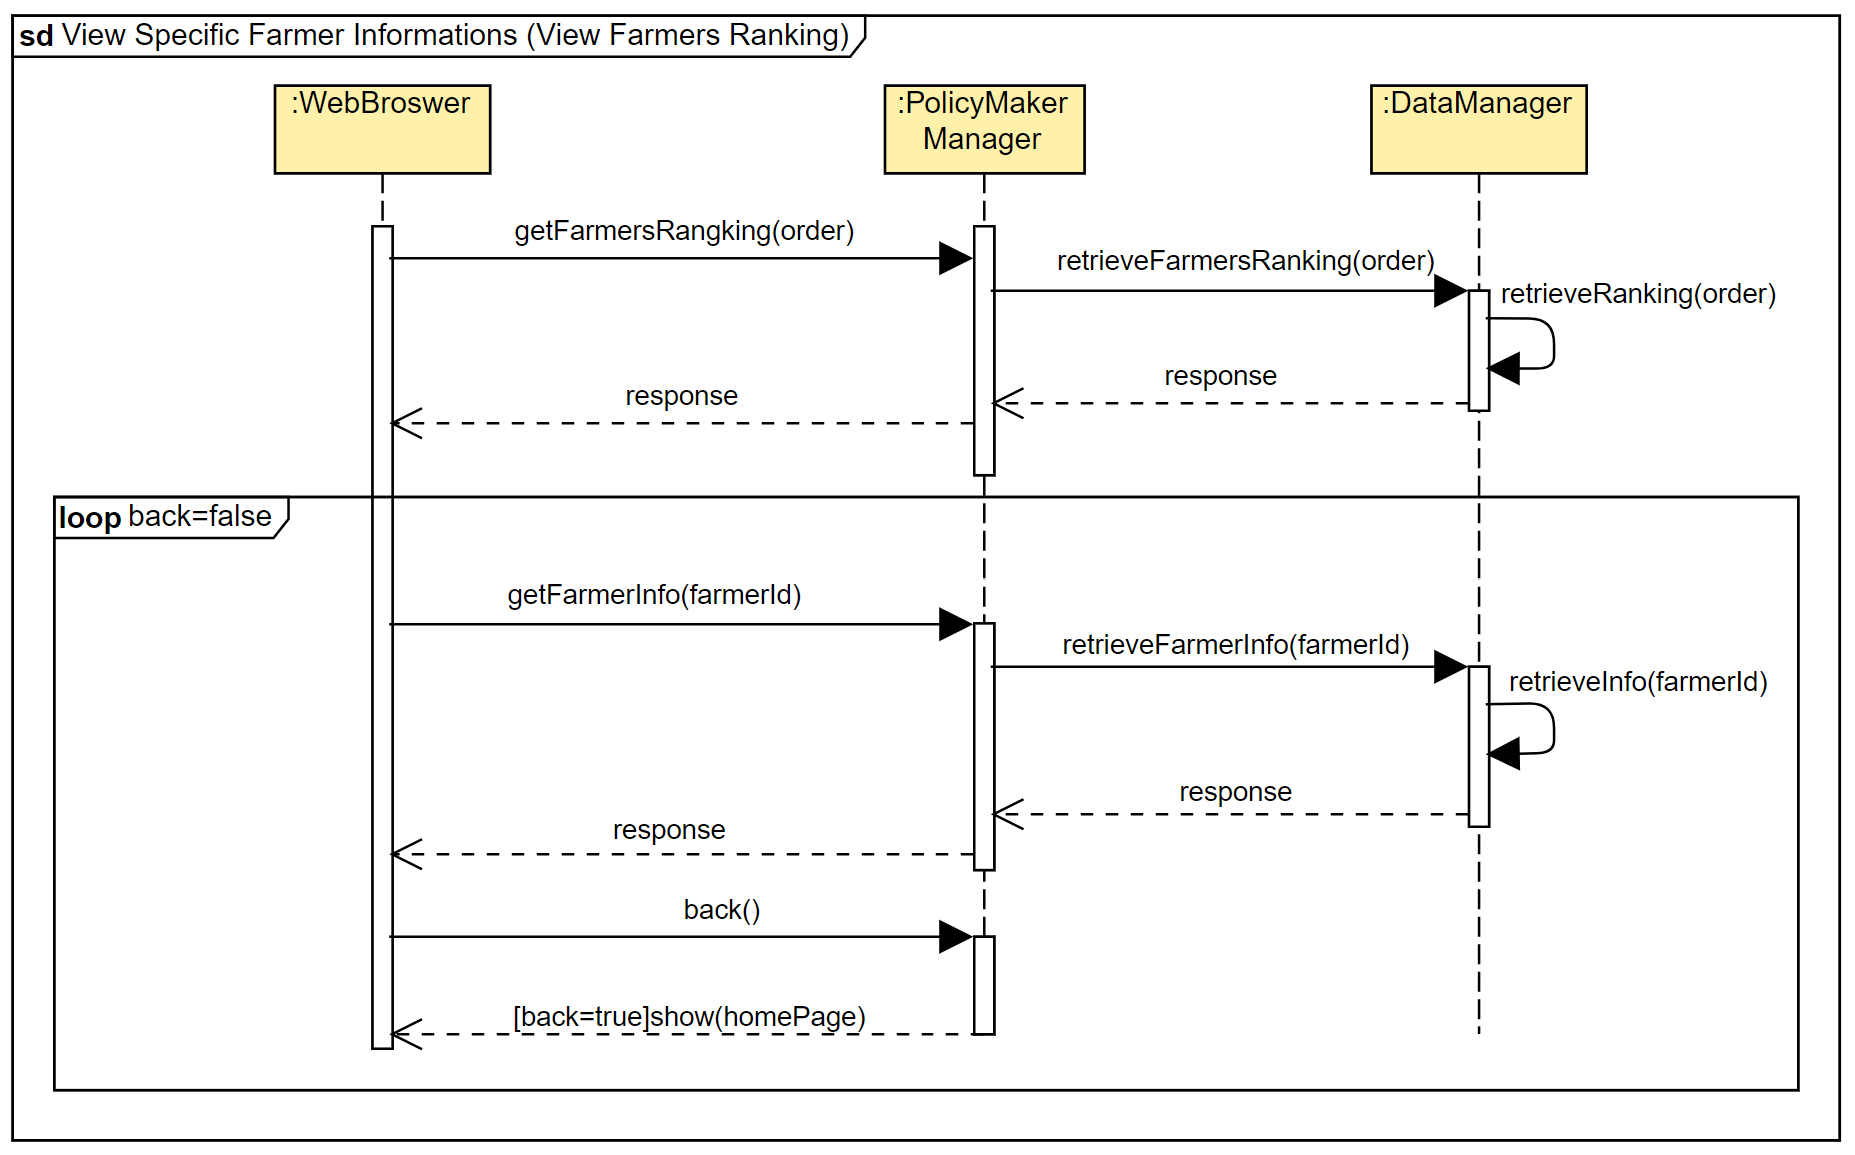 sd View Specific Farmer Informations (View Farmers Ranking)
:WebBroswer
:PolicyMaker
Manager
:DataManager
getFarmersRangking(order)
retrieveFarmersRanking(order)
retrieveRanking(order)
response
response
loop back=false
getFarmerInfo(farmerId)
retrieveFarmerInfo(farmerId)
retrieveInfo(farmerId)
response
response
back()
[back=true]show(homePage)